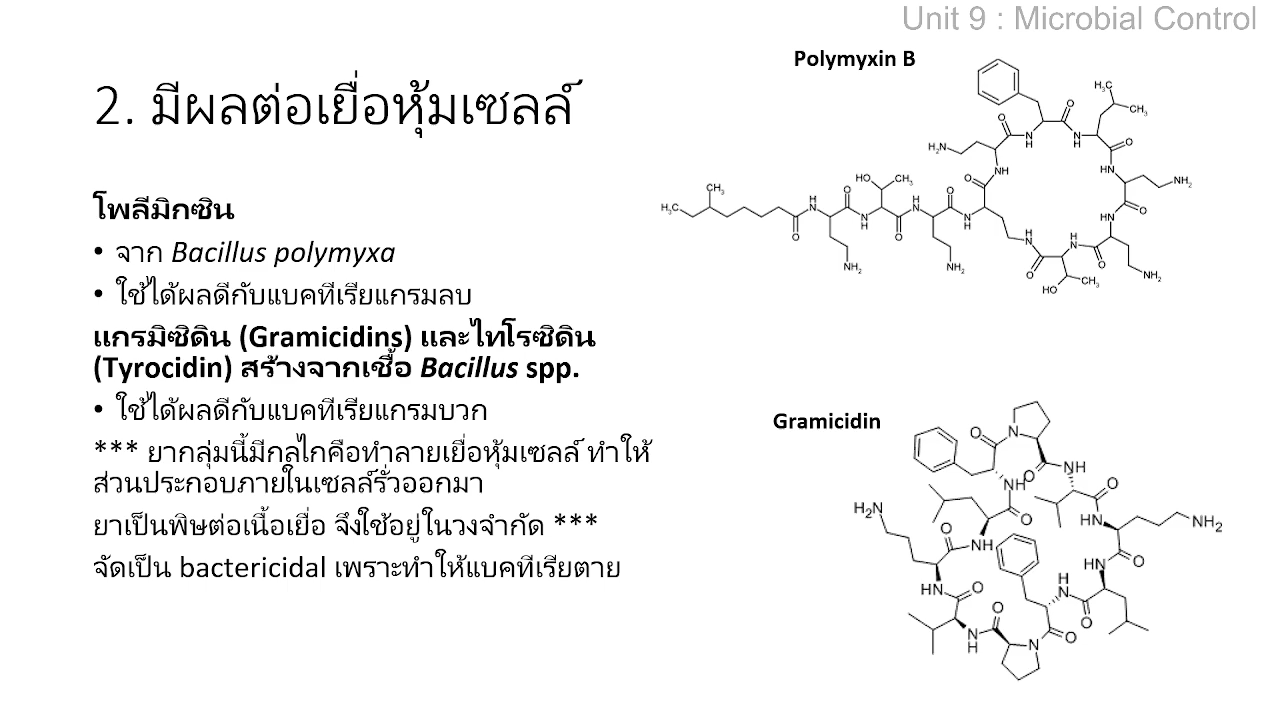 Unit 9 : Microbial Control
2. มีผลต่อเยื่อหุ้มเซลล์
โพลีมิกซิน
• จาก Bacillus polymyxa
• ใช้ได้ผลดีกับแบคทีเรียแกรมลบ
แกรมิซิดิน (Gramicidins) และไทโรซิดิน
(Tyrocidin) สร้างจากเชื้อ Bacillus spp.
• ใช้ได้ผลดีกับแบคทีเรียแกรมบวก
*** ยากลุ่มนี้มีกลไกคือทำลายเยื่อหุ้มเซลล์ ทำให้
ส่วนประกอบภายในเซลล์รั่วออกมา
ยาเป็นพิษต่อเนื้อเยื่อ จึงใช้อยู่ในวงจำกัด ***
จัดเป็น bactericidal เพราะทำให้แบคทีเรียตาย
Polymyxin B
Gramicidin